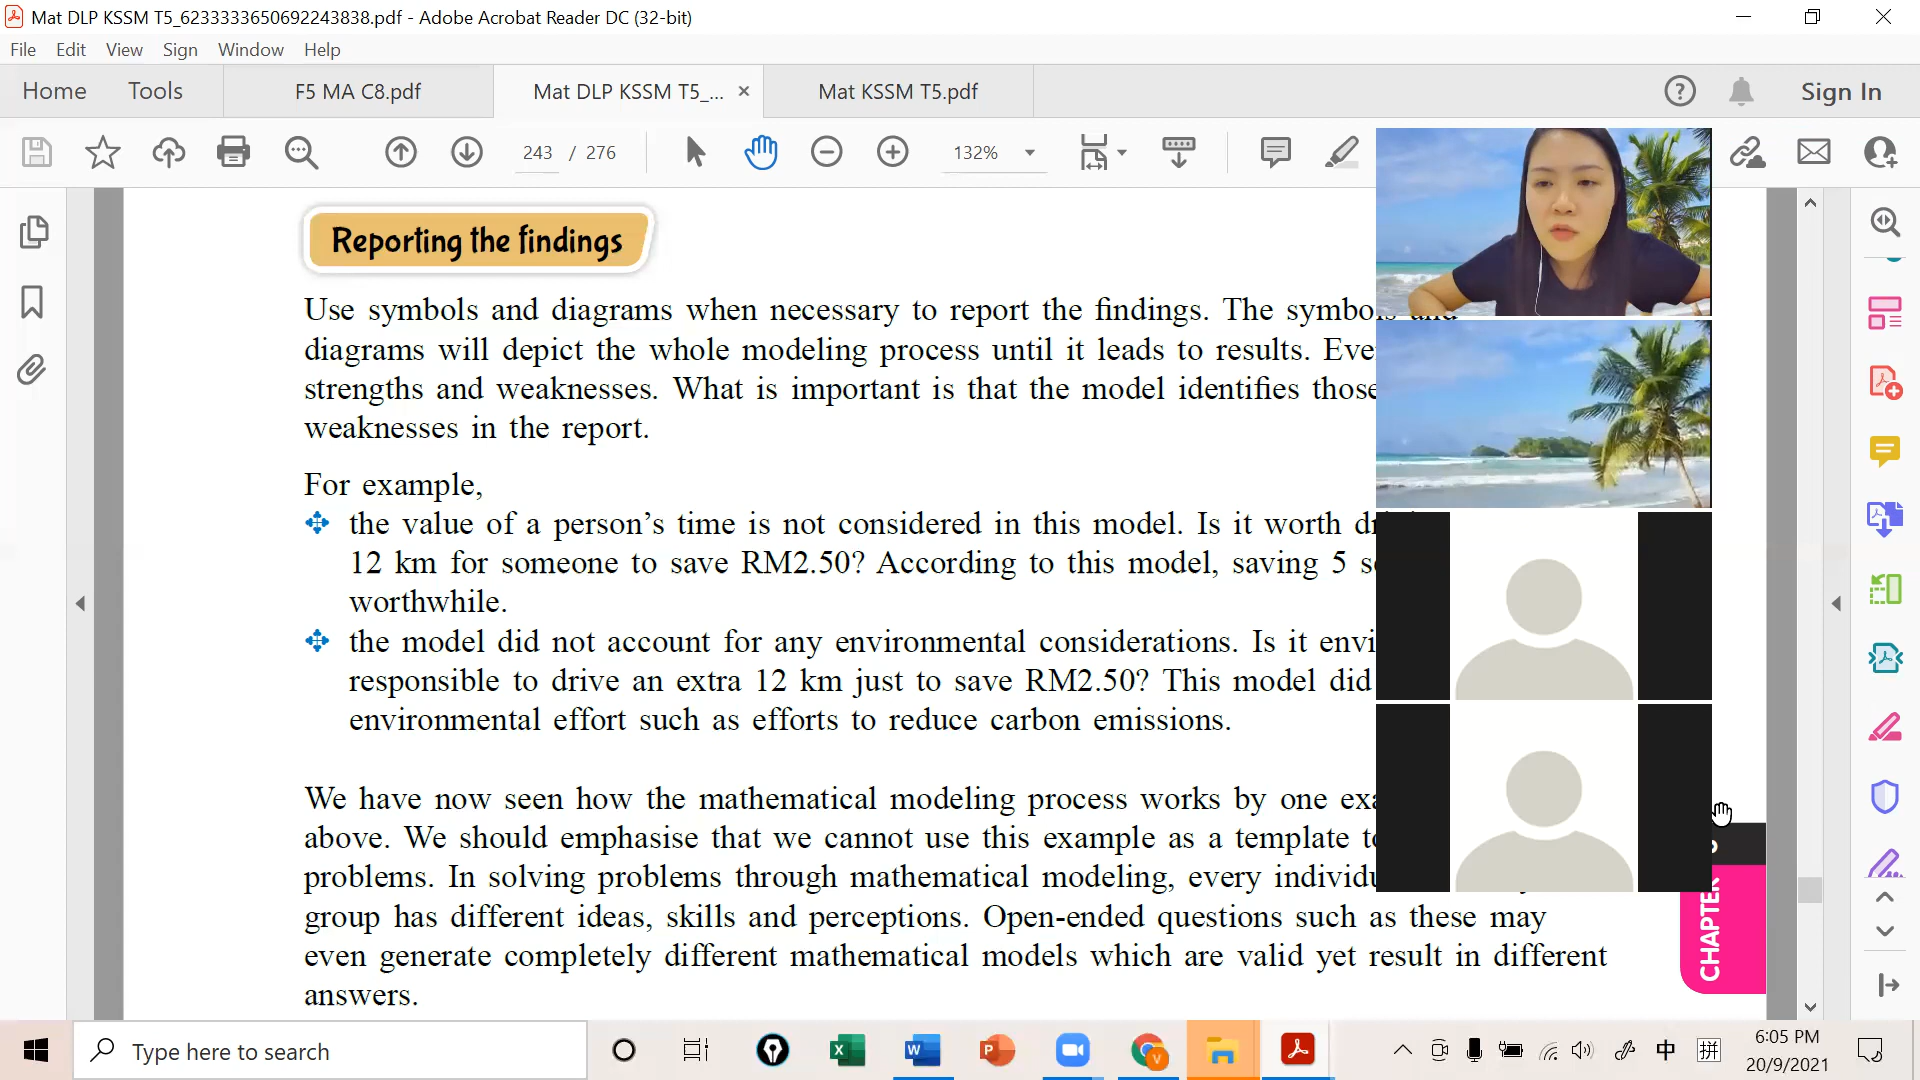 Mat DLP KSSM T5_6233333650692243838.pdf - Adobe Acrobat Reader DC (32-bit)
File Edit View Sign Window Help
Home Tools F5 MA C8.pdf Mat DLP KSSM T5_... × Mat KSSM T5.pdf Sign In
243 / 276 132%
Reporting the findings
Use symbols and diagrams when necessary to report the findings. The symbols and
diagrams will depict the whole modeling process until it leads to results.
strengths and weaknesses. What is important is that the model identifies those
weaknesses in the report.
For example,
the value of a person's time is not considered in this model. Is it worth
12 km for someone to save RM2.50? According to this model, saving 5
worthwhile.
the model did not account for any environmental considerations. Is it
responsible to drive an extra 12 km just to save RM2.50? This model did
environmental effort such as efforts to reduce carbon emissions.
We have now seen how the mathematical modeling process works by one
above. We should emphasise that we cannot use this example as a template
problems. In solving problems through mathematical modeling, every
group has different ideas, skills and perceptions. Open-ended questions such as these may
even generate completely different mathematical models which are valid yet result in different
answers.
CHAPTER
Type here to search
中 拼
6:05 PM
20/9/2021